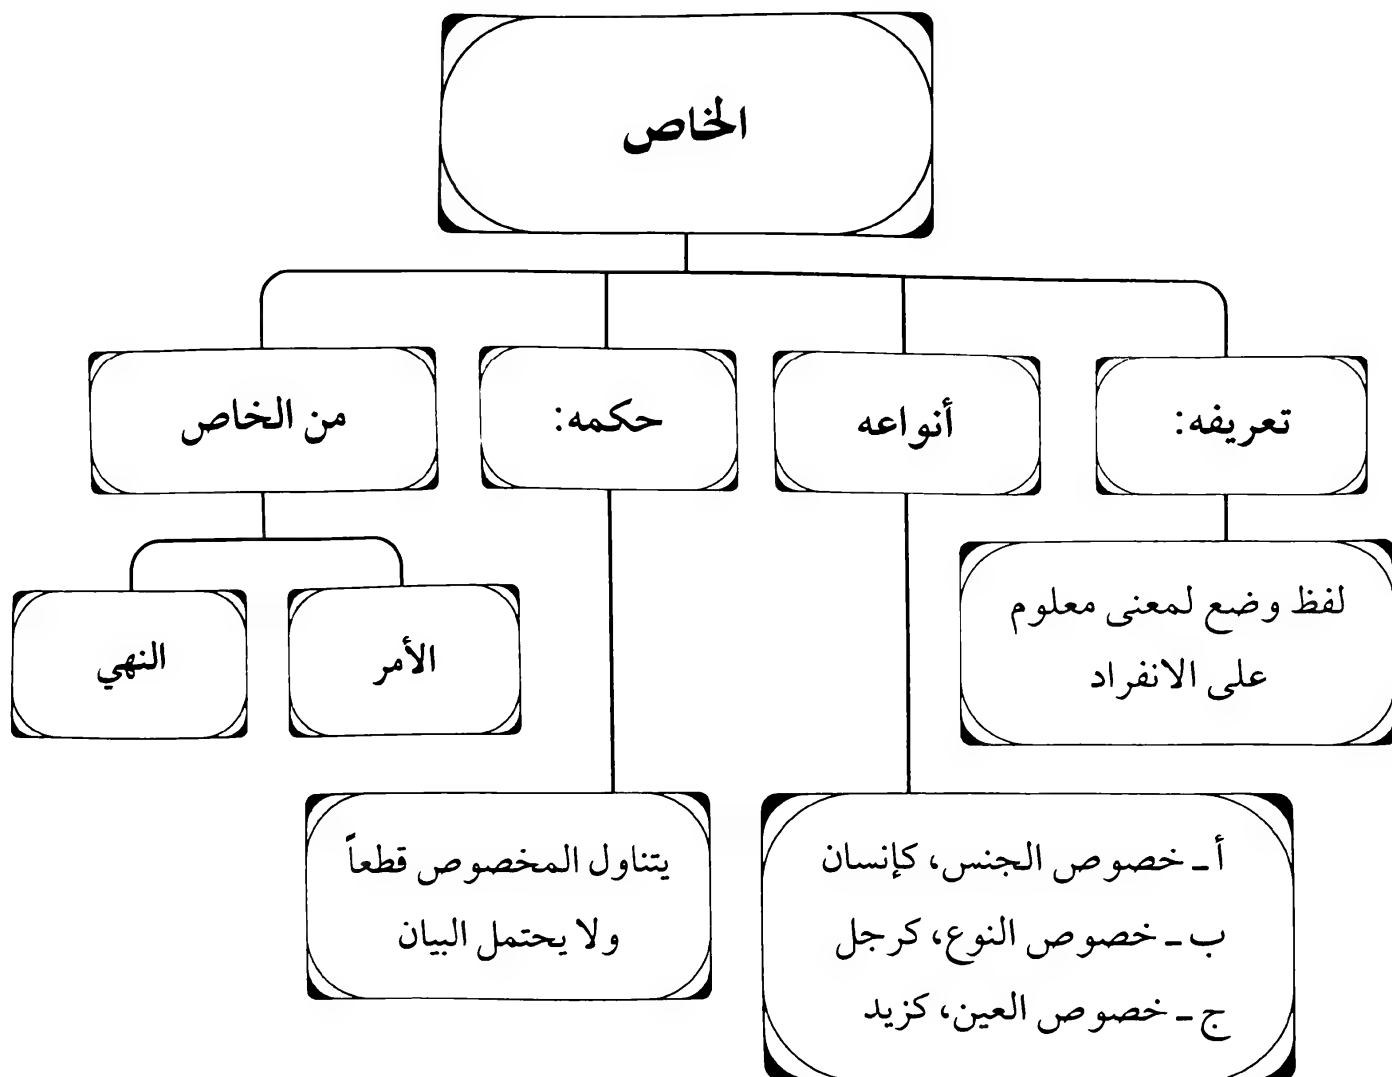 الخاص
تعريفه:
أنواعه
حكمه:
من الخاص
لفظ وضع لمعنى معلوم
على الانفراد
الأمر
النهي
أ ـ خصوص الجنس، كإنسان
ب ـ خصوص النوع، كرجل
ج ـ خصوص العين، كزيد
يتناول المخصوص قطعاً
ولا يحتمل البيان